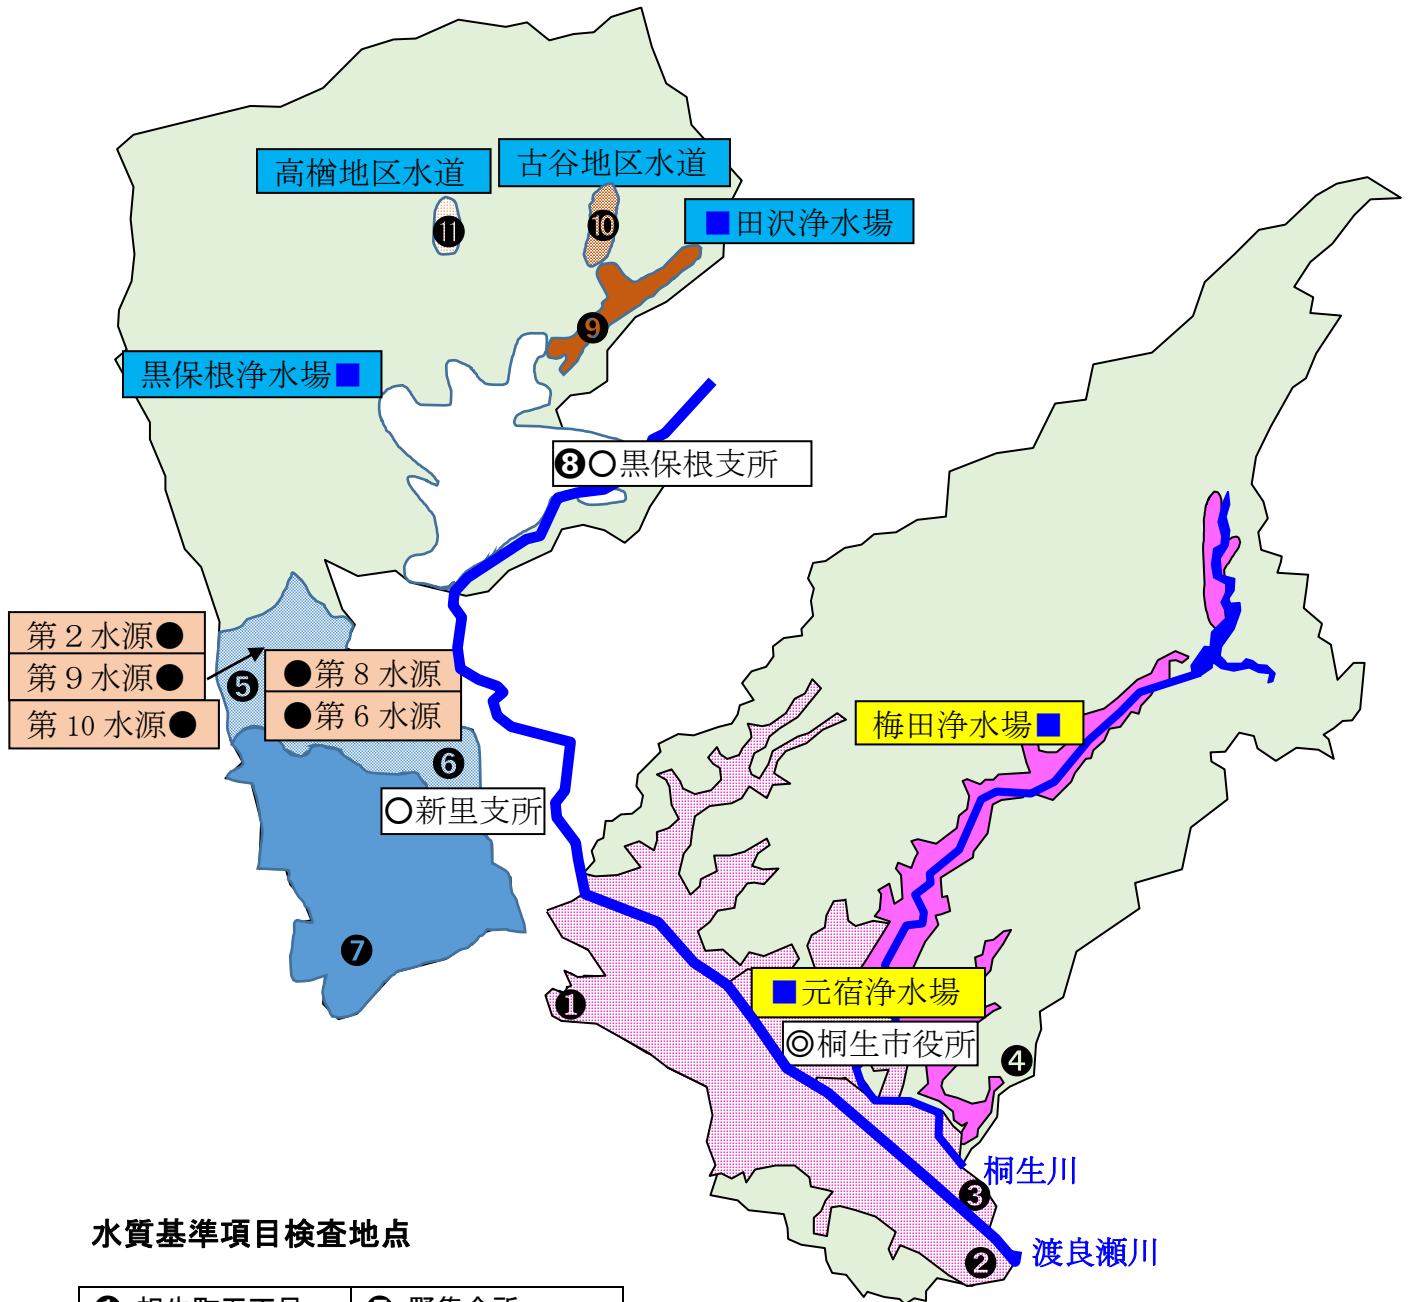 高楢地区水道
古谷地区水道
⓫
❿
■田沢浄水場
❾
黒保根浄水場■
❽○黒保根支所
第2水源●
第9水源●
第10水源●
❺
●第8水源
●第6水源
❻
○新里支所
❼
梅田浄水場■
■元宿浄水場
◎桐生市役所
❶
❹
桐生川
❸
渡良瀬川
❷
水質基準項目検査地点